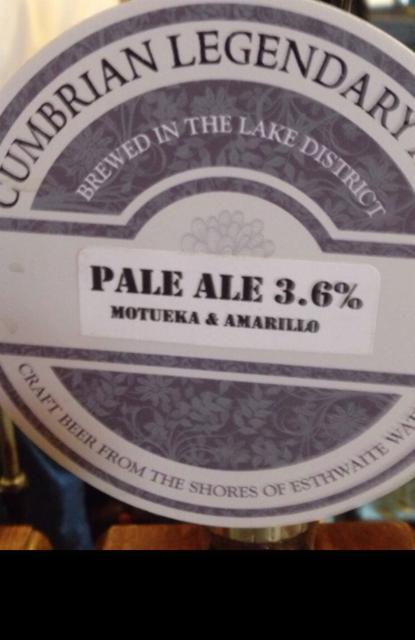 CUMBRIAN LEGENDARY
BREWED IN THE LAKE DISTRICT
PALE ALE 3.6%
MOTUEKA & AMARILLO
CRAFT BEER FROM THE SHORES OF ESTHWAITE